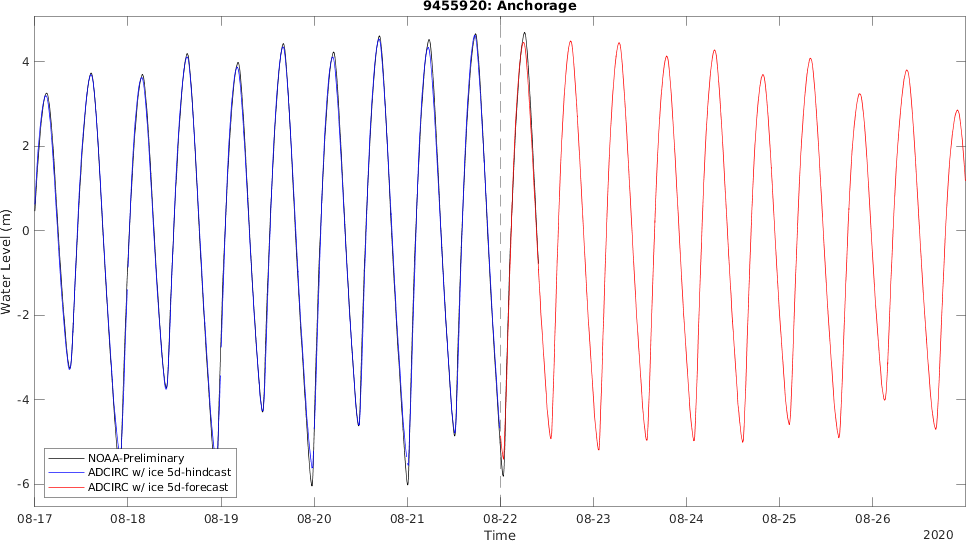 9455920: Anchorage
Water Level (m)
4
2
0
-2
-4
-6
NOAA-Preliminary
ADCIRC w/ ice 5d-hindcast
ADCIRC w/ ice 5d-forecast
08-17 08-18 08-19 08-20 08-21 08-22 08-23 08-24 08-25 08-26
Time
2020